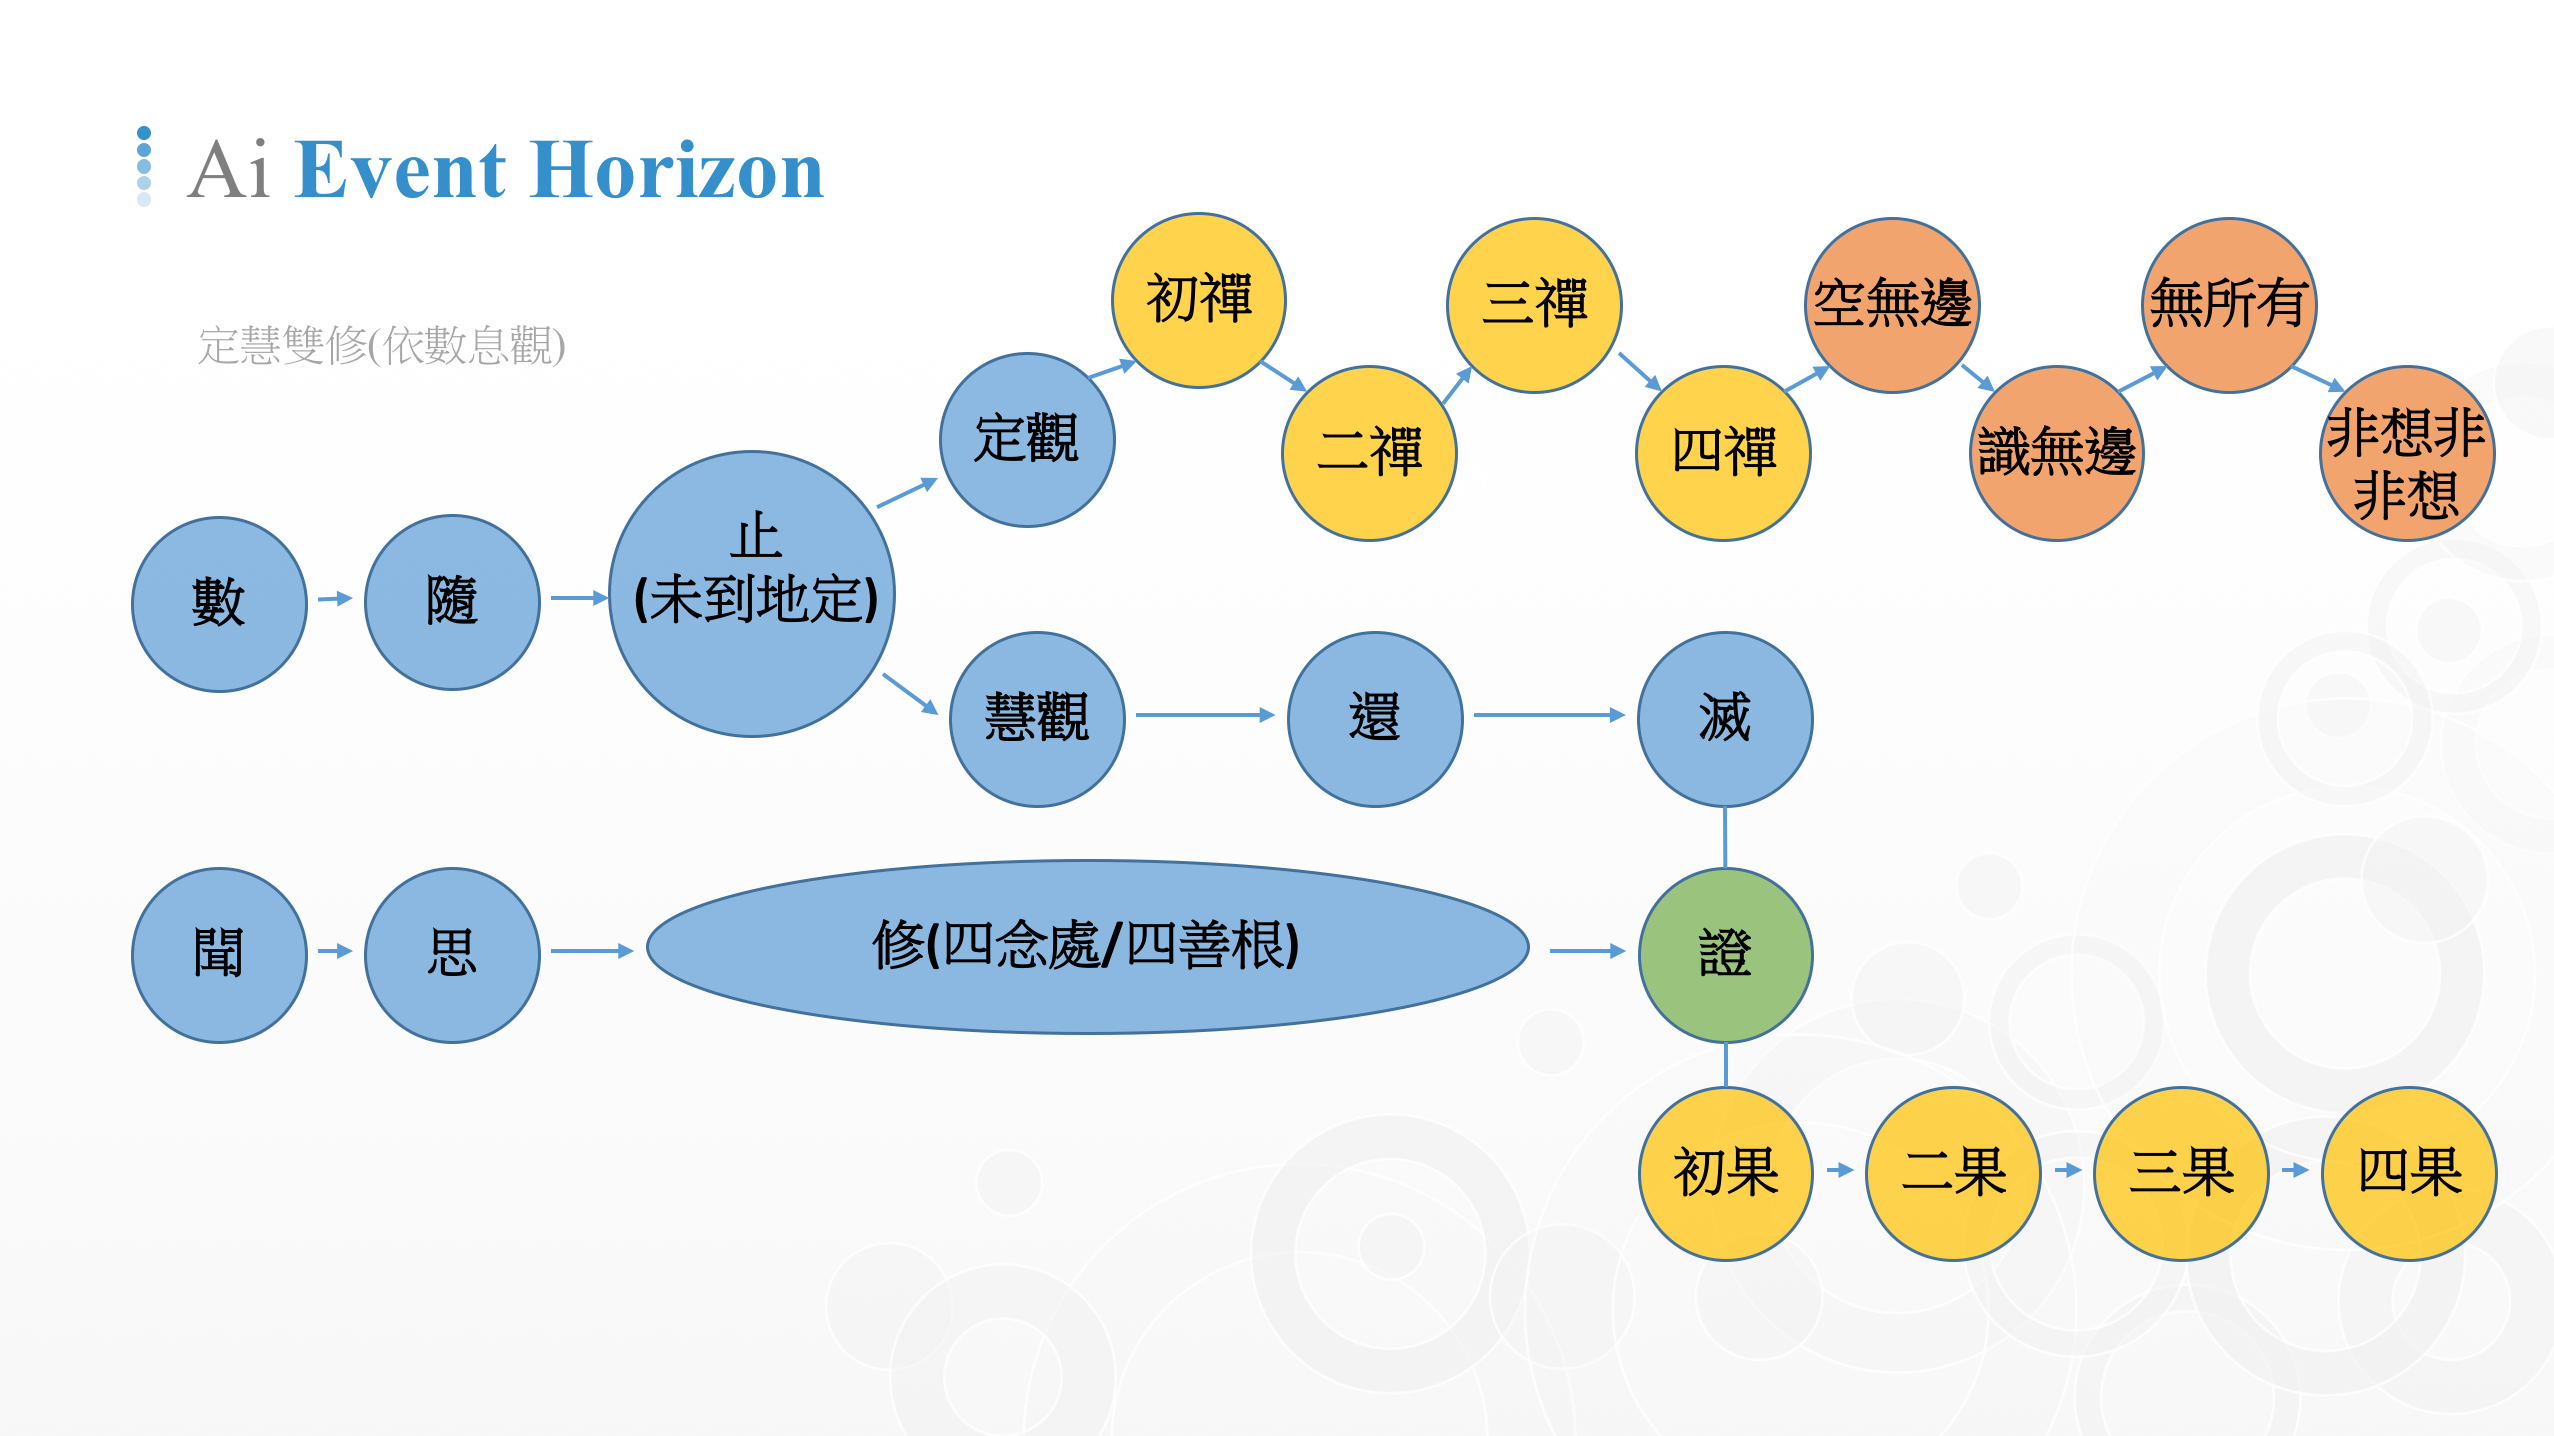 Ai Event Horizon
定慧雙修(依數息觀)
數
隨
止
(未到地定)
定觀
初禪
二禪
三禪
四禪
空無邊
識無邊
無所有
非想非
非想
慧觀
還
滅
聞
思
修(四念處/四善根)
證
初果
二果
三果
四果